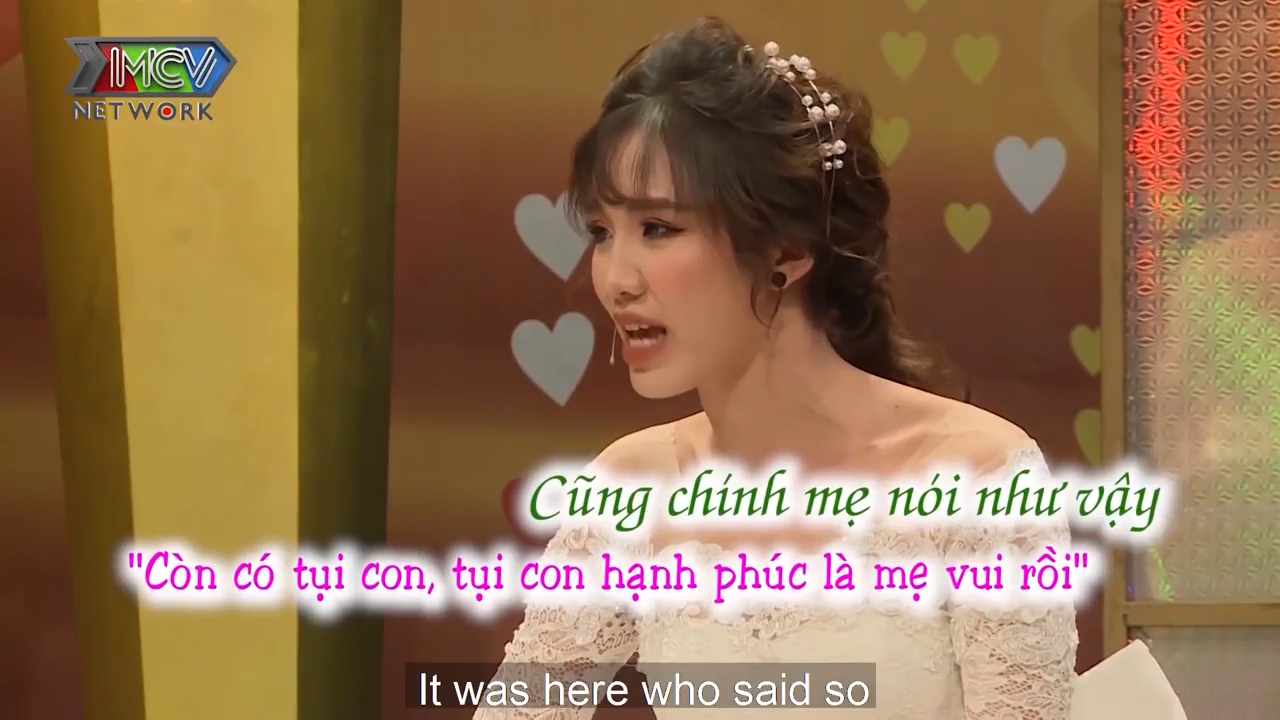 MCV
NETWORK
Cũng chính mẹ nói như vậy
"Còn có tụi con, tụi con hạnh phúc là mẹ vui rồi"
It was here who said so